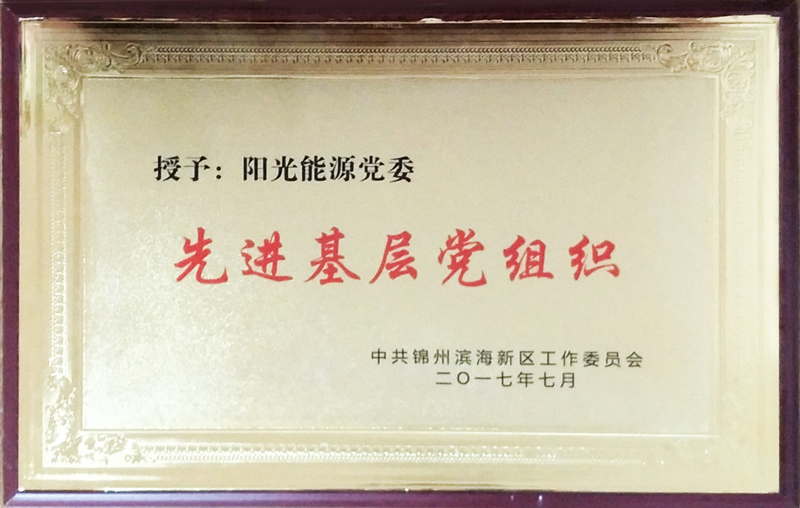 授予：阳光能源党委
先进基层党组织
中共锦州滨海新区工作委员会
二〇一七年七月